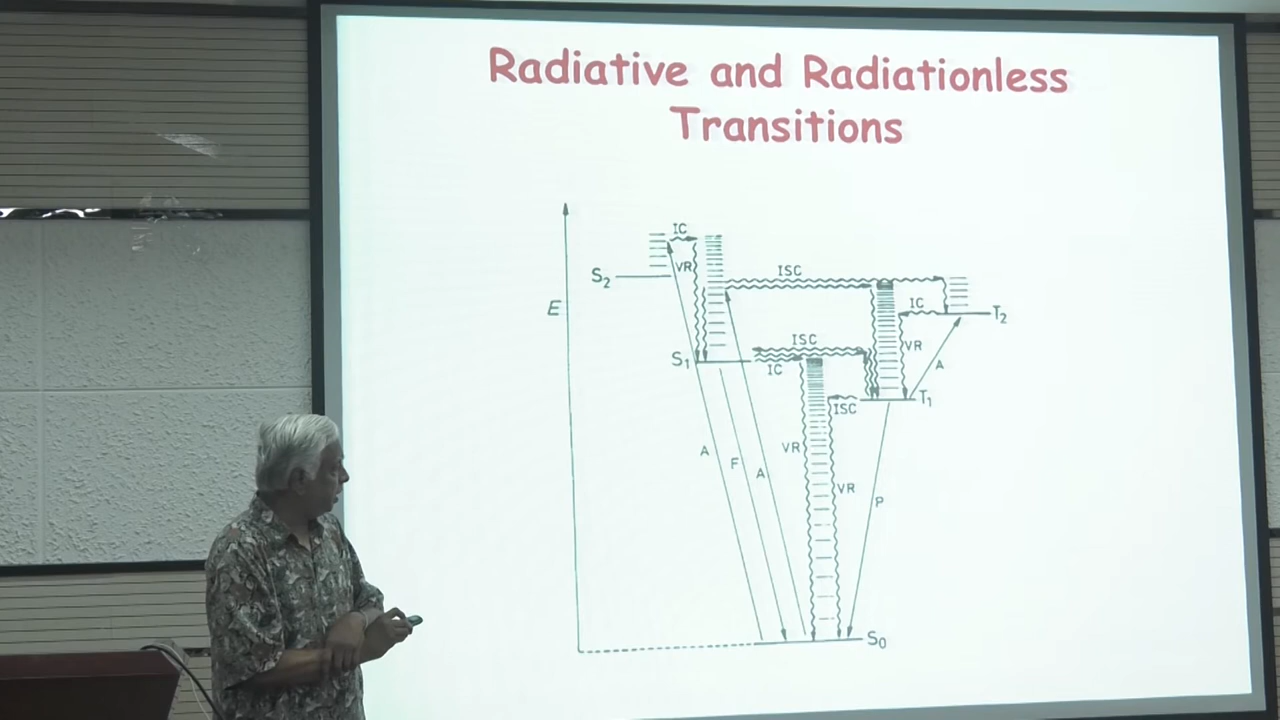 Radiative and Radiationless
Transitions
IC
S2
VR
ISC
E
IC
T2
ISC
VR
S1
IC
A
T1
ISC
A
F
A
VR
VR
P
S0